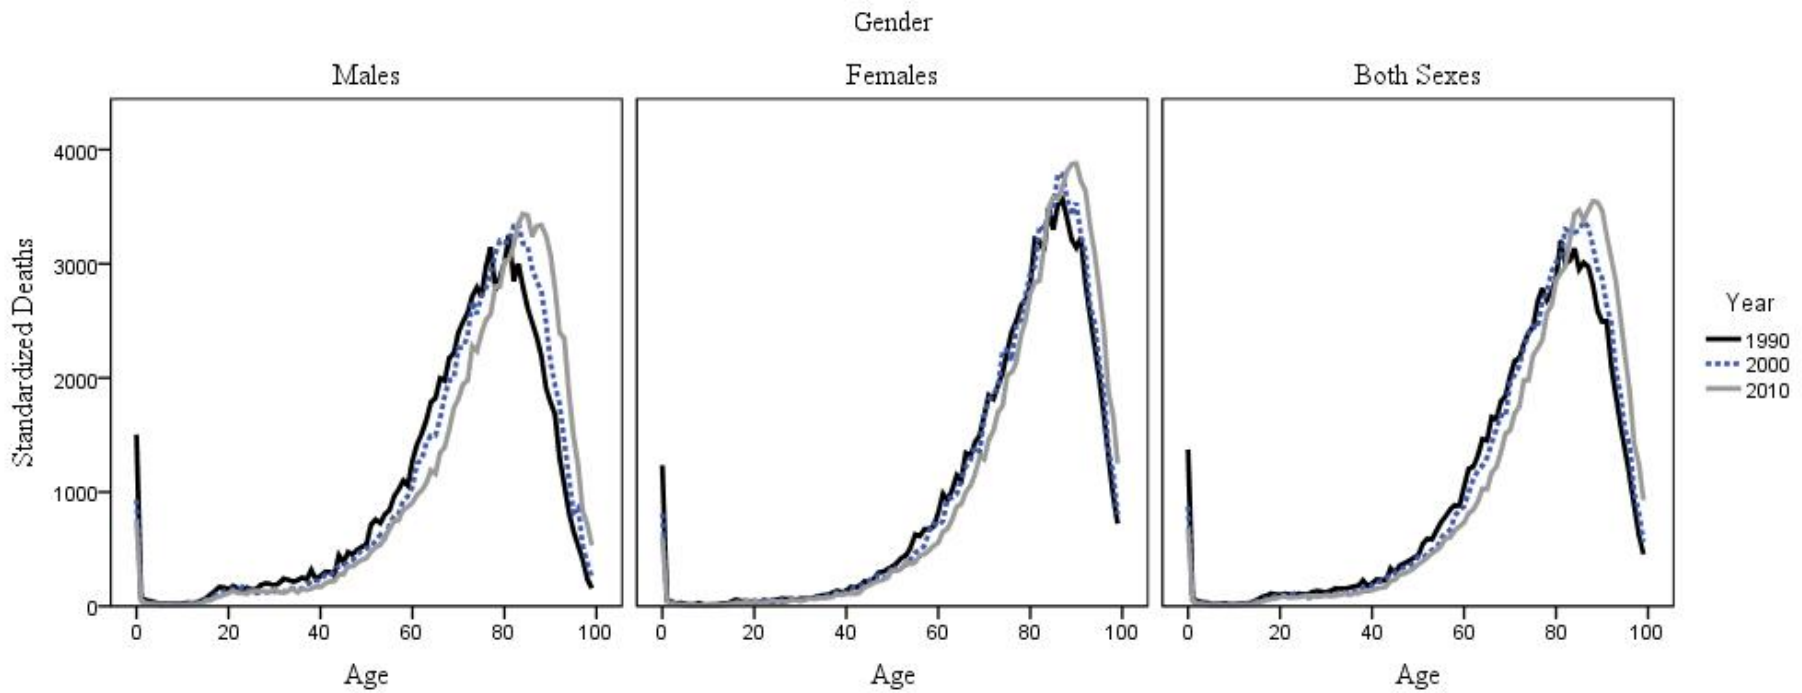 Gender
Males Females Both Sexes
Standardized Deaths
4000
3000
2000
1000
0
0 20 40 60 80 100 0 20 40 60 80 100 0 20 40 60 80 100
Age Age Age
Year
1990
2000
2010